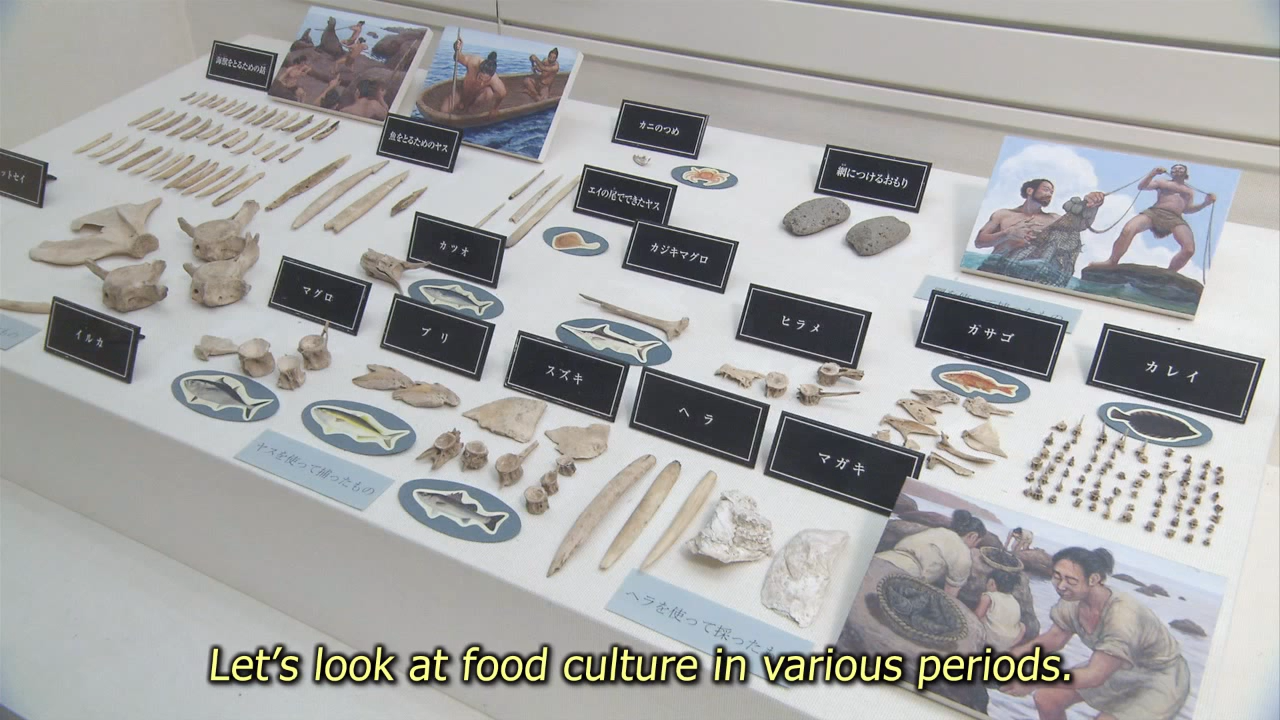 海獣をとるための銛
魚をとるためのヤス
カニのつめ
網につけるおもり
エイの尾でできたヤス
カツオ
カジキマグロ
マグロ
ブリ
スズキ
ヒラメ
ガサゴ
カレイ
イルカ
ヘラ
マガキ
ヤスを使って捕ったもの
ヘラを使って採ったもの
Let's look at food culture in various periods.